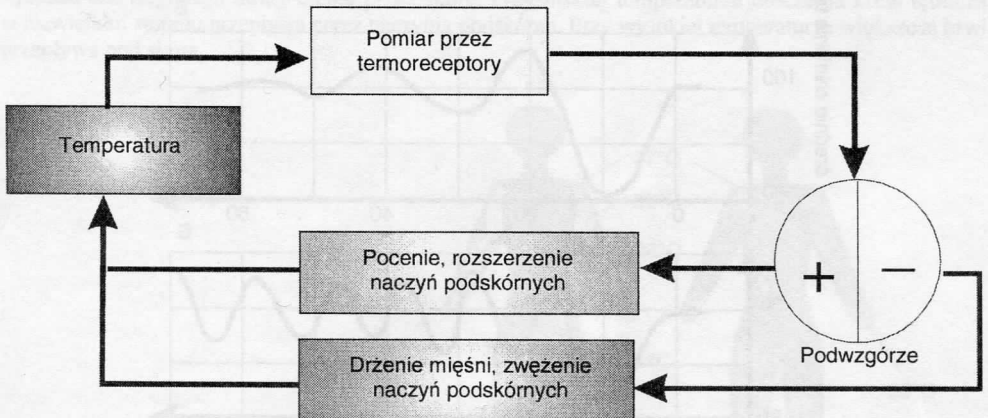 Pomiar przez
termoreceptory
Temperatura
Pocenie, rozszerzenie
naczyń podskórnych
+
−
Podwzgórze
Drżenie mięśni, zwężenie
naczyń podskórnych